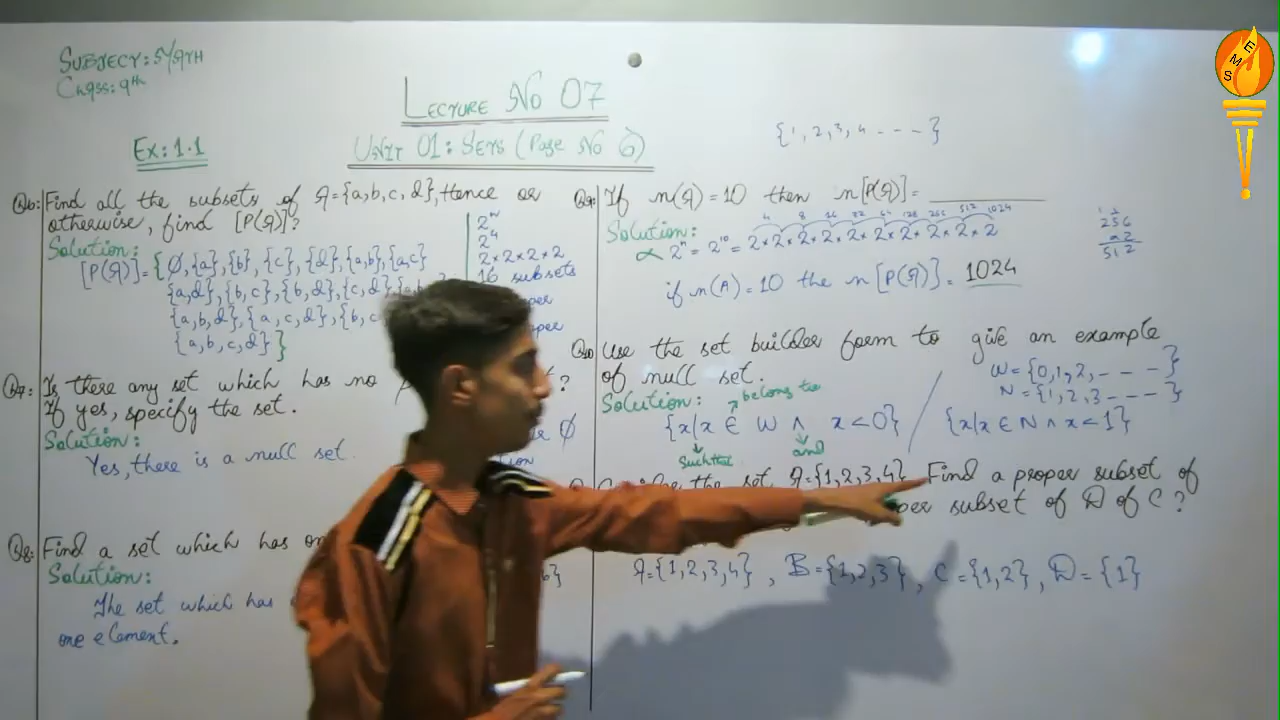 SUBJECT: MATH
Class: 9th
LECTURE No 07
UNIT 01: SETS (Page No 6)
Ex: 1.1
{1, 2, 3, 4 - - - }
Q6: Find all the subsets of A={a,b,c,d}, Hence or
otherwise, find [P(A)]?
Solution:
[P(A)]={∅,{a},{b},{c},{d},{a,b},{a,c}
{a,d},{b,c},{b,d},{c,d},{a,b
{a,b,d},{a,c,d},{b,c
{a,b,c,d}}
2ⁿ
2⁴
2×2×2×2
16 subsets
Q7: Is there any set which has no
?
If yes, specify the set.
Solution:
Yes, there is a null set.
∅
Q8: Find a set which has
Solution:
The set which has
one element.
Q9: If n(A)=10 then n[P(A)]=
Solution:
4 8 16 32 64 128 256 512 1024
2ⁿ = 2¹⁰ = 2×2×2×2×2×2×2×2×2×2
if n(A)=10 the n[P(A)]= 1024
256
×2
512
Q10 Use the set builder form to give an example
of null set.
W={0,1,2,- - - }
N={1,2,3 - - - }
Solution:
belong to
{x|x ∈ W ∧ x<0} / {x|x ∈ N ∧ x<1}
Such that
and
the set A={1,2,3,4} Find a proper subset of
subset of D of C?
A={1,2,3,4}, B={1,2,3}, C={1,2}, D={1}
E
M
S